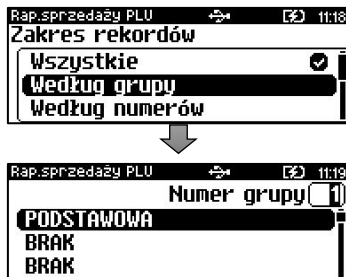 Rap.sprzedaży PLU 11:18
Zakres rekordów
Wszystkie
Według grupy
Według numerów
Rap.sprzedaży PLU 11:19
Numer grupy 1
PODSTAWOWA
BRAK
BRAK